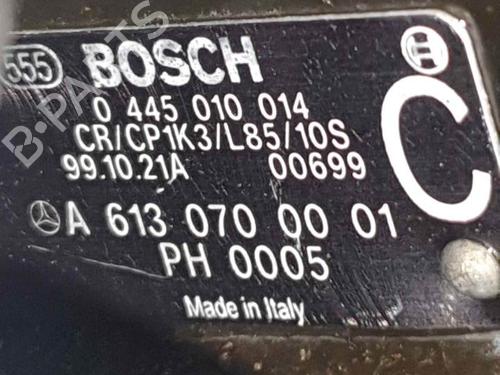 555 BOSCH
0 445 010 014
CR/CP1K3/L85/10S
99.10.21A 00699
C
A 613 070 00 01
PH 0005
Made in Italy
B-PARTS